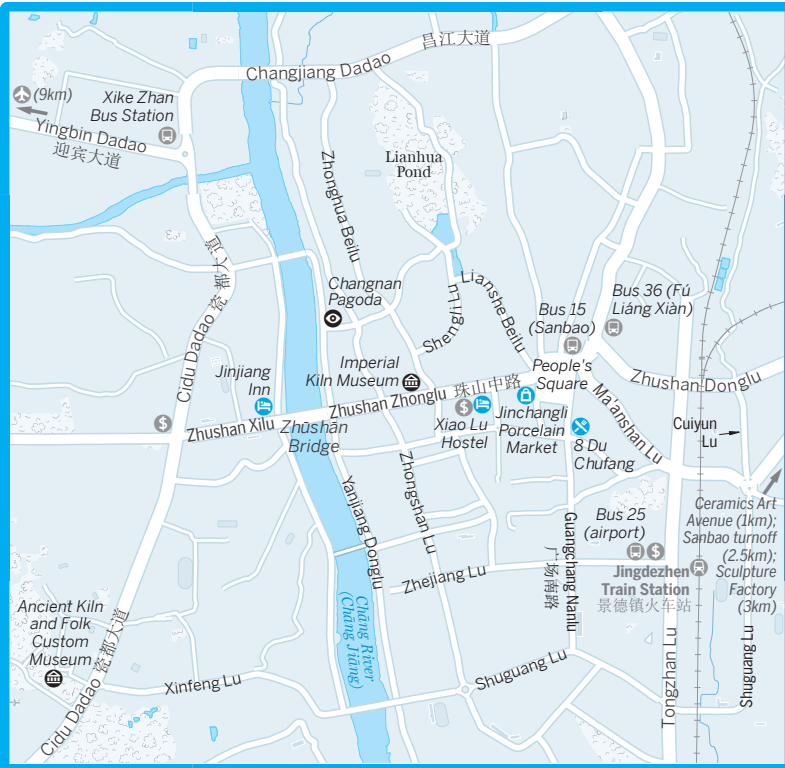 昌江大道
Changjiang Dadao
(9km)
Xike Zhan
Bus Station
Yingbin Dadao
迎宾大道
Zhonghua Beilu
Lianhua
Pond
Cidu Dadao 瓷都大道
Changnan
Pagoda
Sheng Gili Lu
Lianshe Beilu
Bus 15
(Sanbao)
Bus 36 (Fú
Liáng Xiàn)
People's
Square
Zhushan Donglu
Jinjiang
Inn
Imperial
Kiln Museum
珠山中路
Zhushan Zhonglu
Zhushan Xilu
Zhūshān
Bridge
Xiao Lu
Hostel
Jinchangli
Porcelain
Market
8 Du
Chufang
Ma'anshan Lu
Cuiyun
Lu
Yanjiang Donglu
Zhongshan Lu
Guangchang Nanlu
广场南路
Zhejiang Lu
Bus 25
(airport)
Jingdezhen
Train Station
景德镇火车站
Ceramics Art
Avenue (1km);
Sanbao turnoff
(2.5km);
Sculpture
Factory
(3km)
Chāng River
(Chāng Jiāng)
Ancient Kiln
and Folk
Custom
Museum
Cidu Dadao 瓷都大道
Xinfeng Lu
Shuguang Lu
Tongzhan Lu
Shuguang Lu